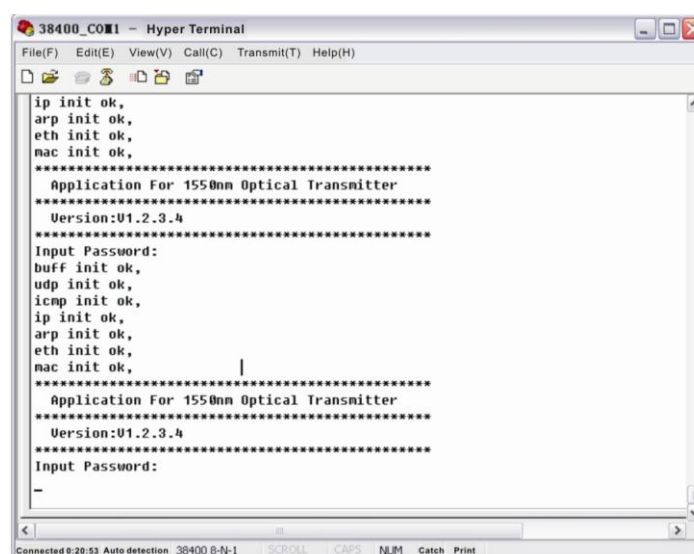 38400_COM1 - Hyper Terminal
File(F) Edit(E) View(V) Call(C) Transmit(T) Help(H)
ip init ok,
arp init ok,
eth init ok,
mac init ok,
**************************************************
Application For 1550nm Optical Transmitter
**************************************************
Version:V1.2.3.4
**************************************************
Input Password:
buff init ok,
udp init ok,
icmp init ok,
ip init ok,
arp init ok,
eth init ok,
mac init ok,
**************************************************
Application For 1550nm Optical Transmitter
**************************************************
Version:V1.2.3.4
**************************************************
Input Password:
_
Connected 0:20:53 Auto detection 38400 8-N-1 SCROLL CAPS NUM Catch Print